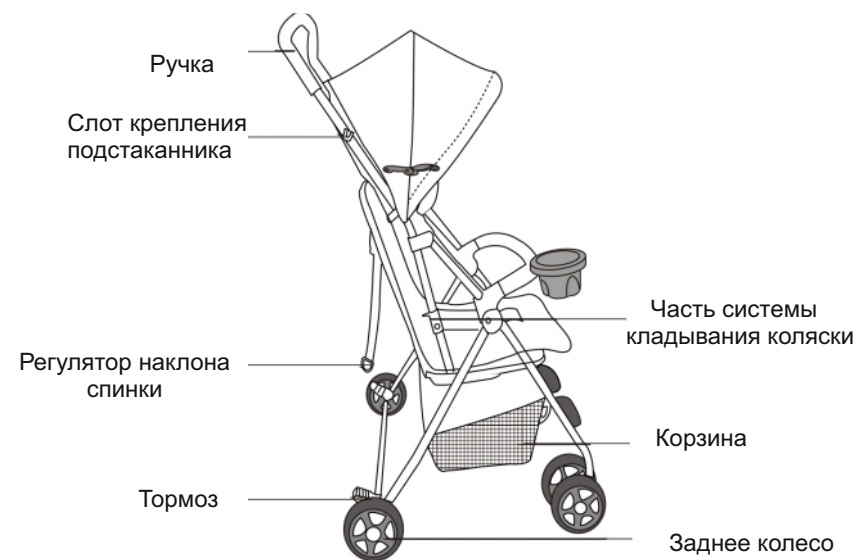 Ручка
Слот крепления
подстаканника
Часть системы
кладывания коляски
Регулятор наклона
спинки
Корзина
Тормоз
Заднее колесо